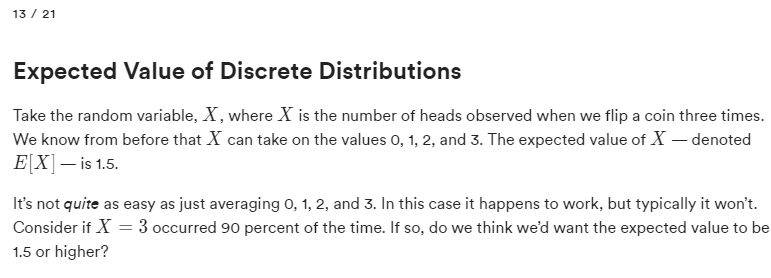 13 / 21
Expected Value of Discrete Distributions
Take the random variable, X, where X is the number of heads observed when we flip a coin three times.
We know from before that X can take on the values 0, 1, 2, and 3. The expected value of X — denoted
E[X] — is 1.5.
It's not quite as easy as just averaging 0, 1, 2, and 3. In this case it happens to work, but typically it won't.
Consider if X = 3 occurred 90 percent of the time. If so, do we think we'd want the expected value to be
1.5 or higher?